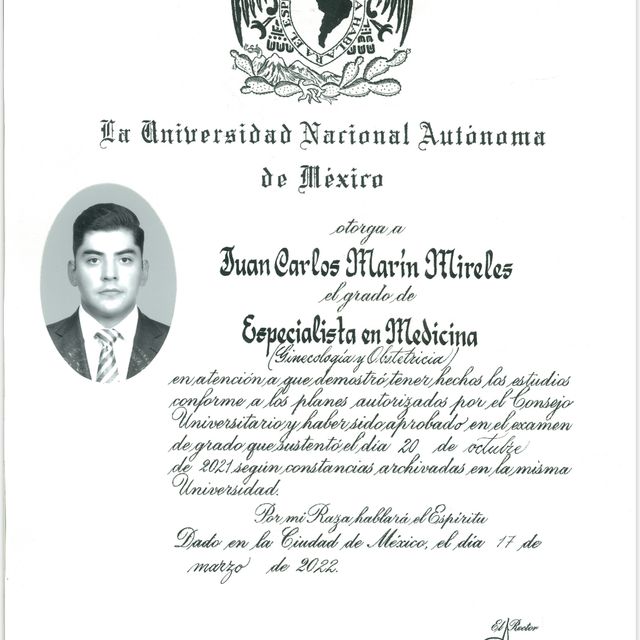 La Universidad Nacional Autónoma
de México
otorga a
Juan Carlos Marín Mireles
el grado de
Especialista en Medicina
(Ginecología y Obstetricia)
en atención a que demostró tener hechos los estudios
conforme a los planes autorizados por el Consejo
Universitario y haber sido aprobado en el examen
de grado que sustentó el día 20 de octubre
de 2021 según constancias archivadas en la misma
Universidad.
Por mi Raza hablará el Espíritu
Dado en la Ciudad de México, el día 17 de
marzo de 2022.
El Rector